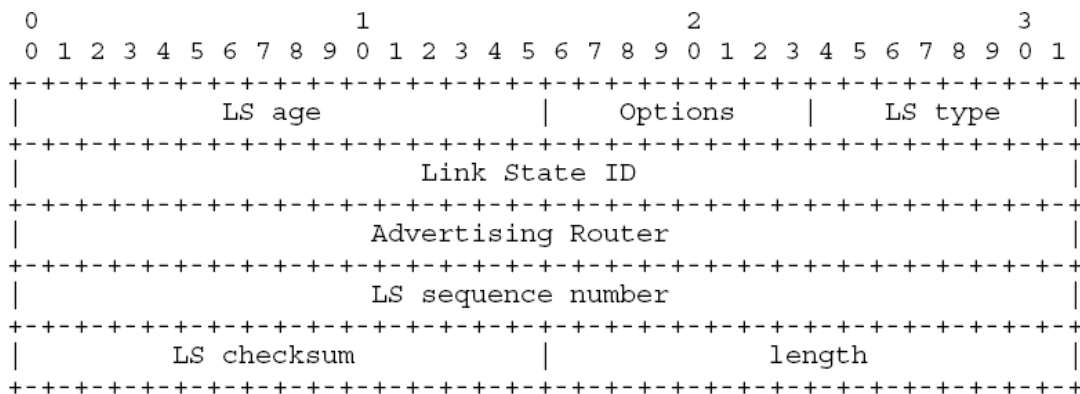 0                   1                   2                   3
0 1 2 3 4 5 6 7 8 9 0 1 2 3 4 5 6 7 8 9 0 1 2 3 4 5 6 7 8 9 0 1
+-+-+-+-+-+-+-+-+-+-+-+-+-+-+-+-+-+-+-+-+-+-+-+-+-+-+-+-+-+-+-+-+
|            LS age             |    Options    |    LS type    |
+-+-+-+-+-+-+-+-+-+-+-+-+-+-+-+-+-+-+-+-+-+-+-+-+-+-+-+-+-+-+-+-+
|                        Link State ID                          |
+-+-+-+-+-+-+-+-+-+-+-+-+-+-+-+-+-+-+-+-+-+-+-+-+-+-+-+-+-+-+-+-+
|                     Advertising Router                        |
+-+-+-+-+-+-+-+-+-+-+-+-+-+-+-+-+-+-+-+-+-+-+-+-+-+-+-+-+-+-+-+-+
|                     LS sequence number                        |
+-+-+-+-+-+-+-+-+-+-+-+-+-+-+-+-+-+-+-+-+-+-+-+-+-+-+-+-+-+-+-+-+
|         LS checksum           |             length            |
+-+-+-+-+-+-+-+-+-+-+-+-+-+-+-+-+-+-+-+-+-+-+-+-+-+-+-+-+-+-+-+-+